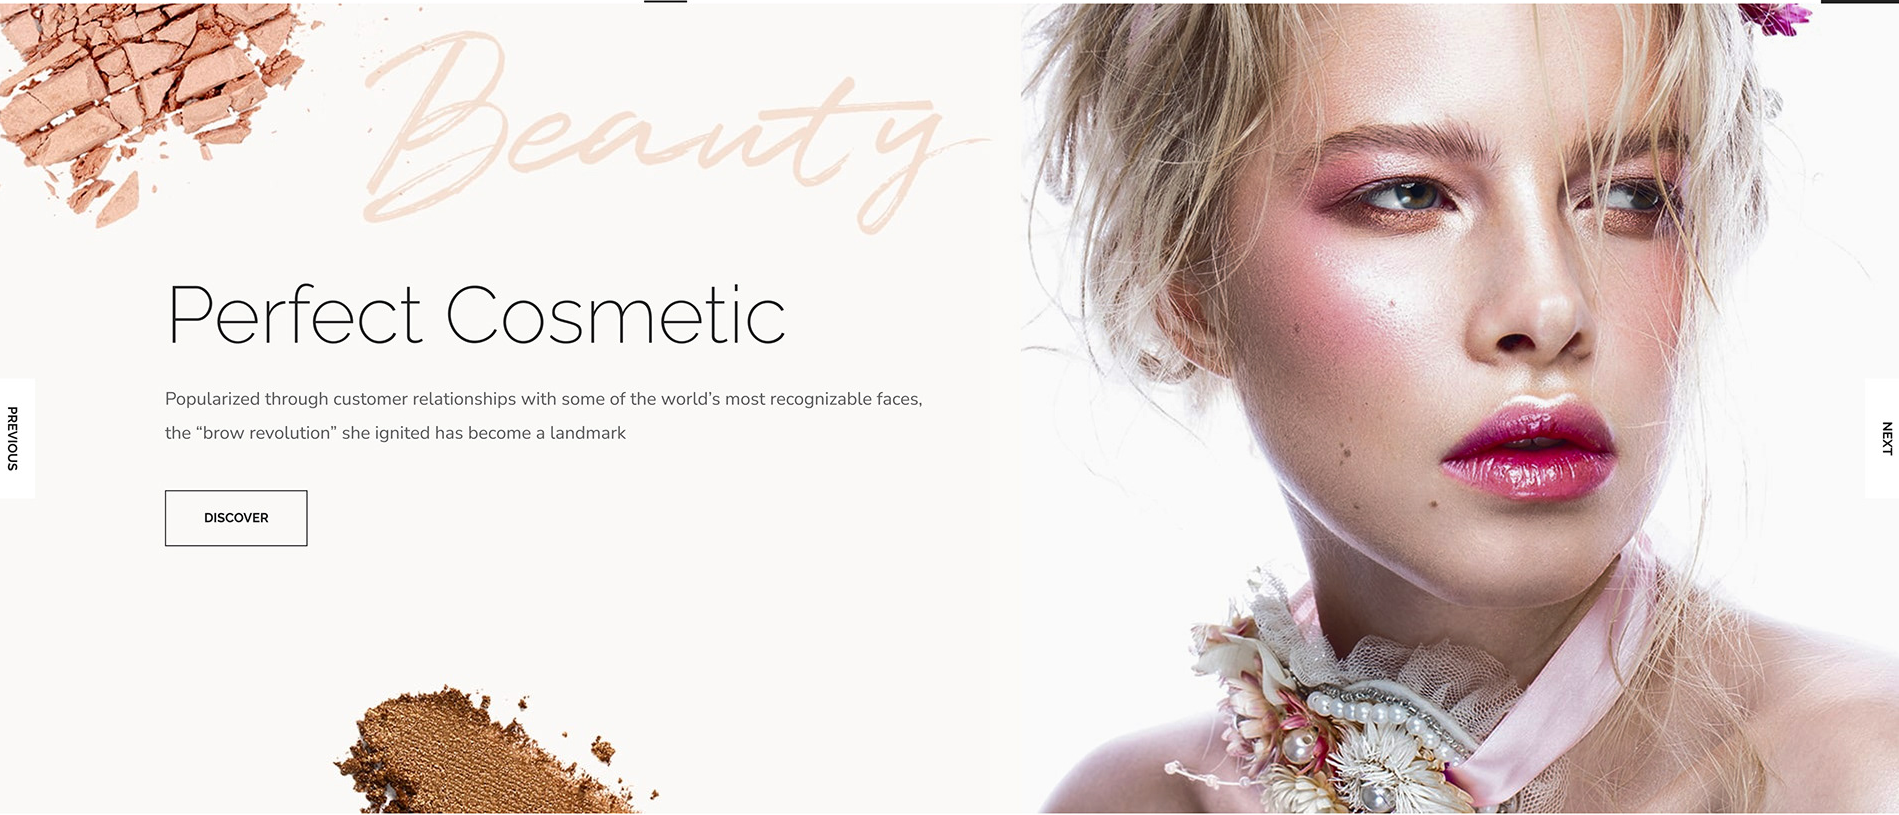 Beauty
Perfect Cosmetic
Popularized through customer relationships with some of the world’s most recognizable faces,
the “brow revolution” she ignited has become a landmark
DISCOVER
PREVIOUS
NEXT